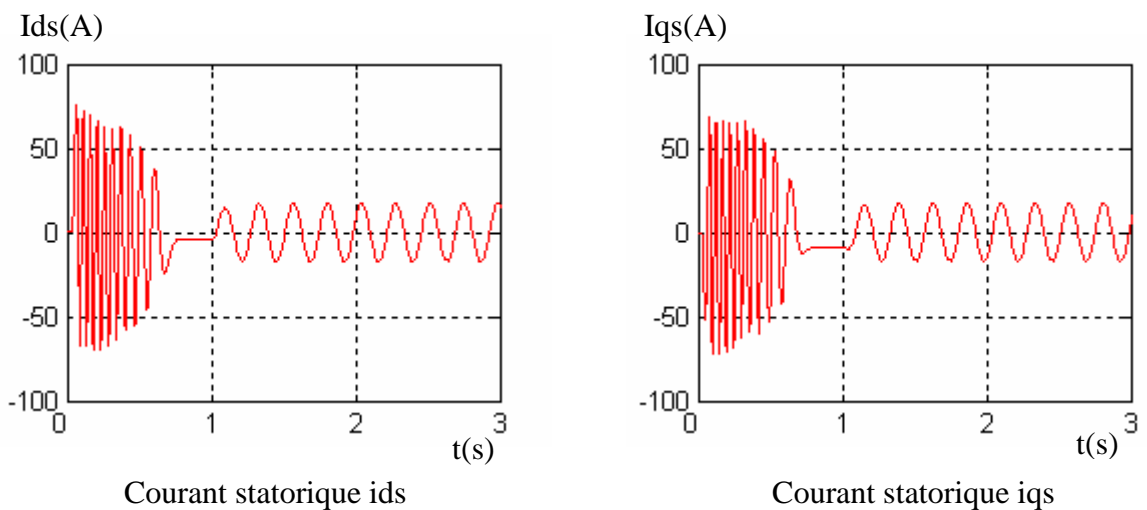 Ids(A)
100
50
0
-50
-100
0 1 2 3
t(s)
Courant statorique ids
Iqs(A)
100
50
0
-50
-100
0 1 2 3
t(s)
Courant statorique iqs